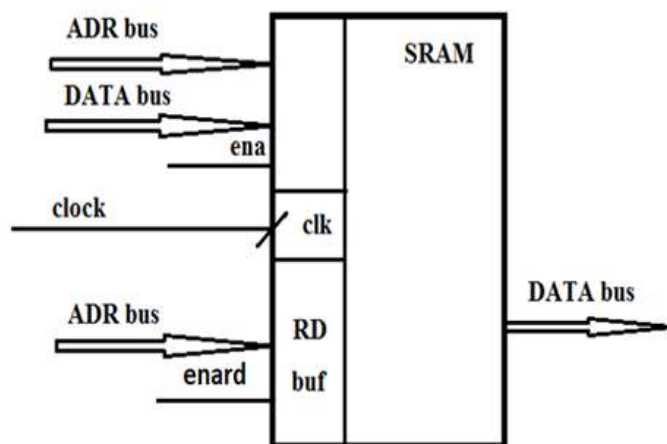 ADR bus
SRAM
DATA bus
ena
clock
clk
ADR bus
DATA bus
RD
enard
buf